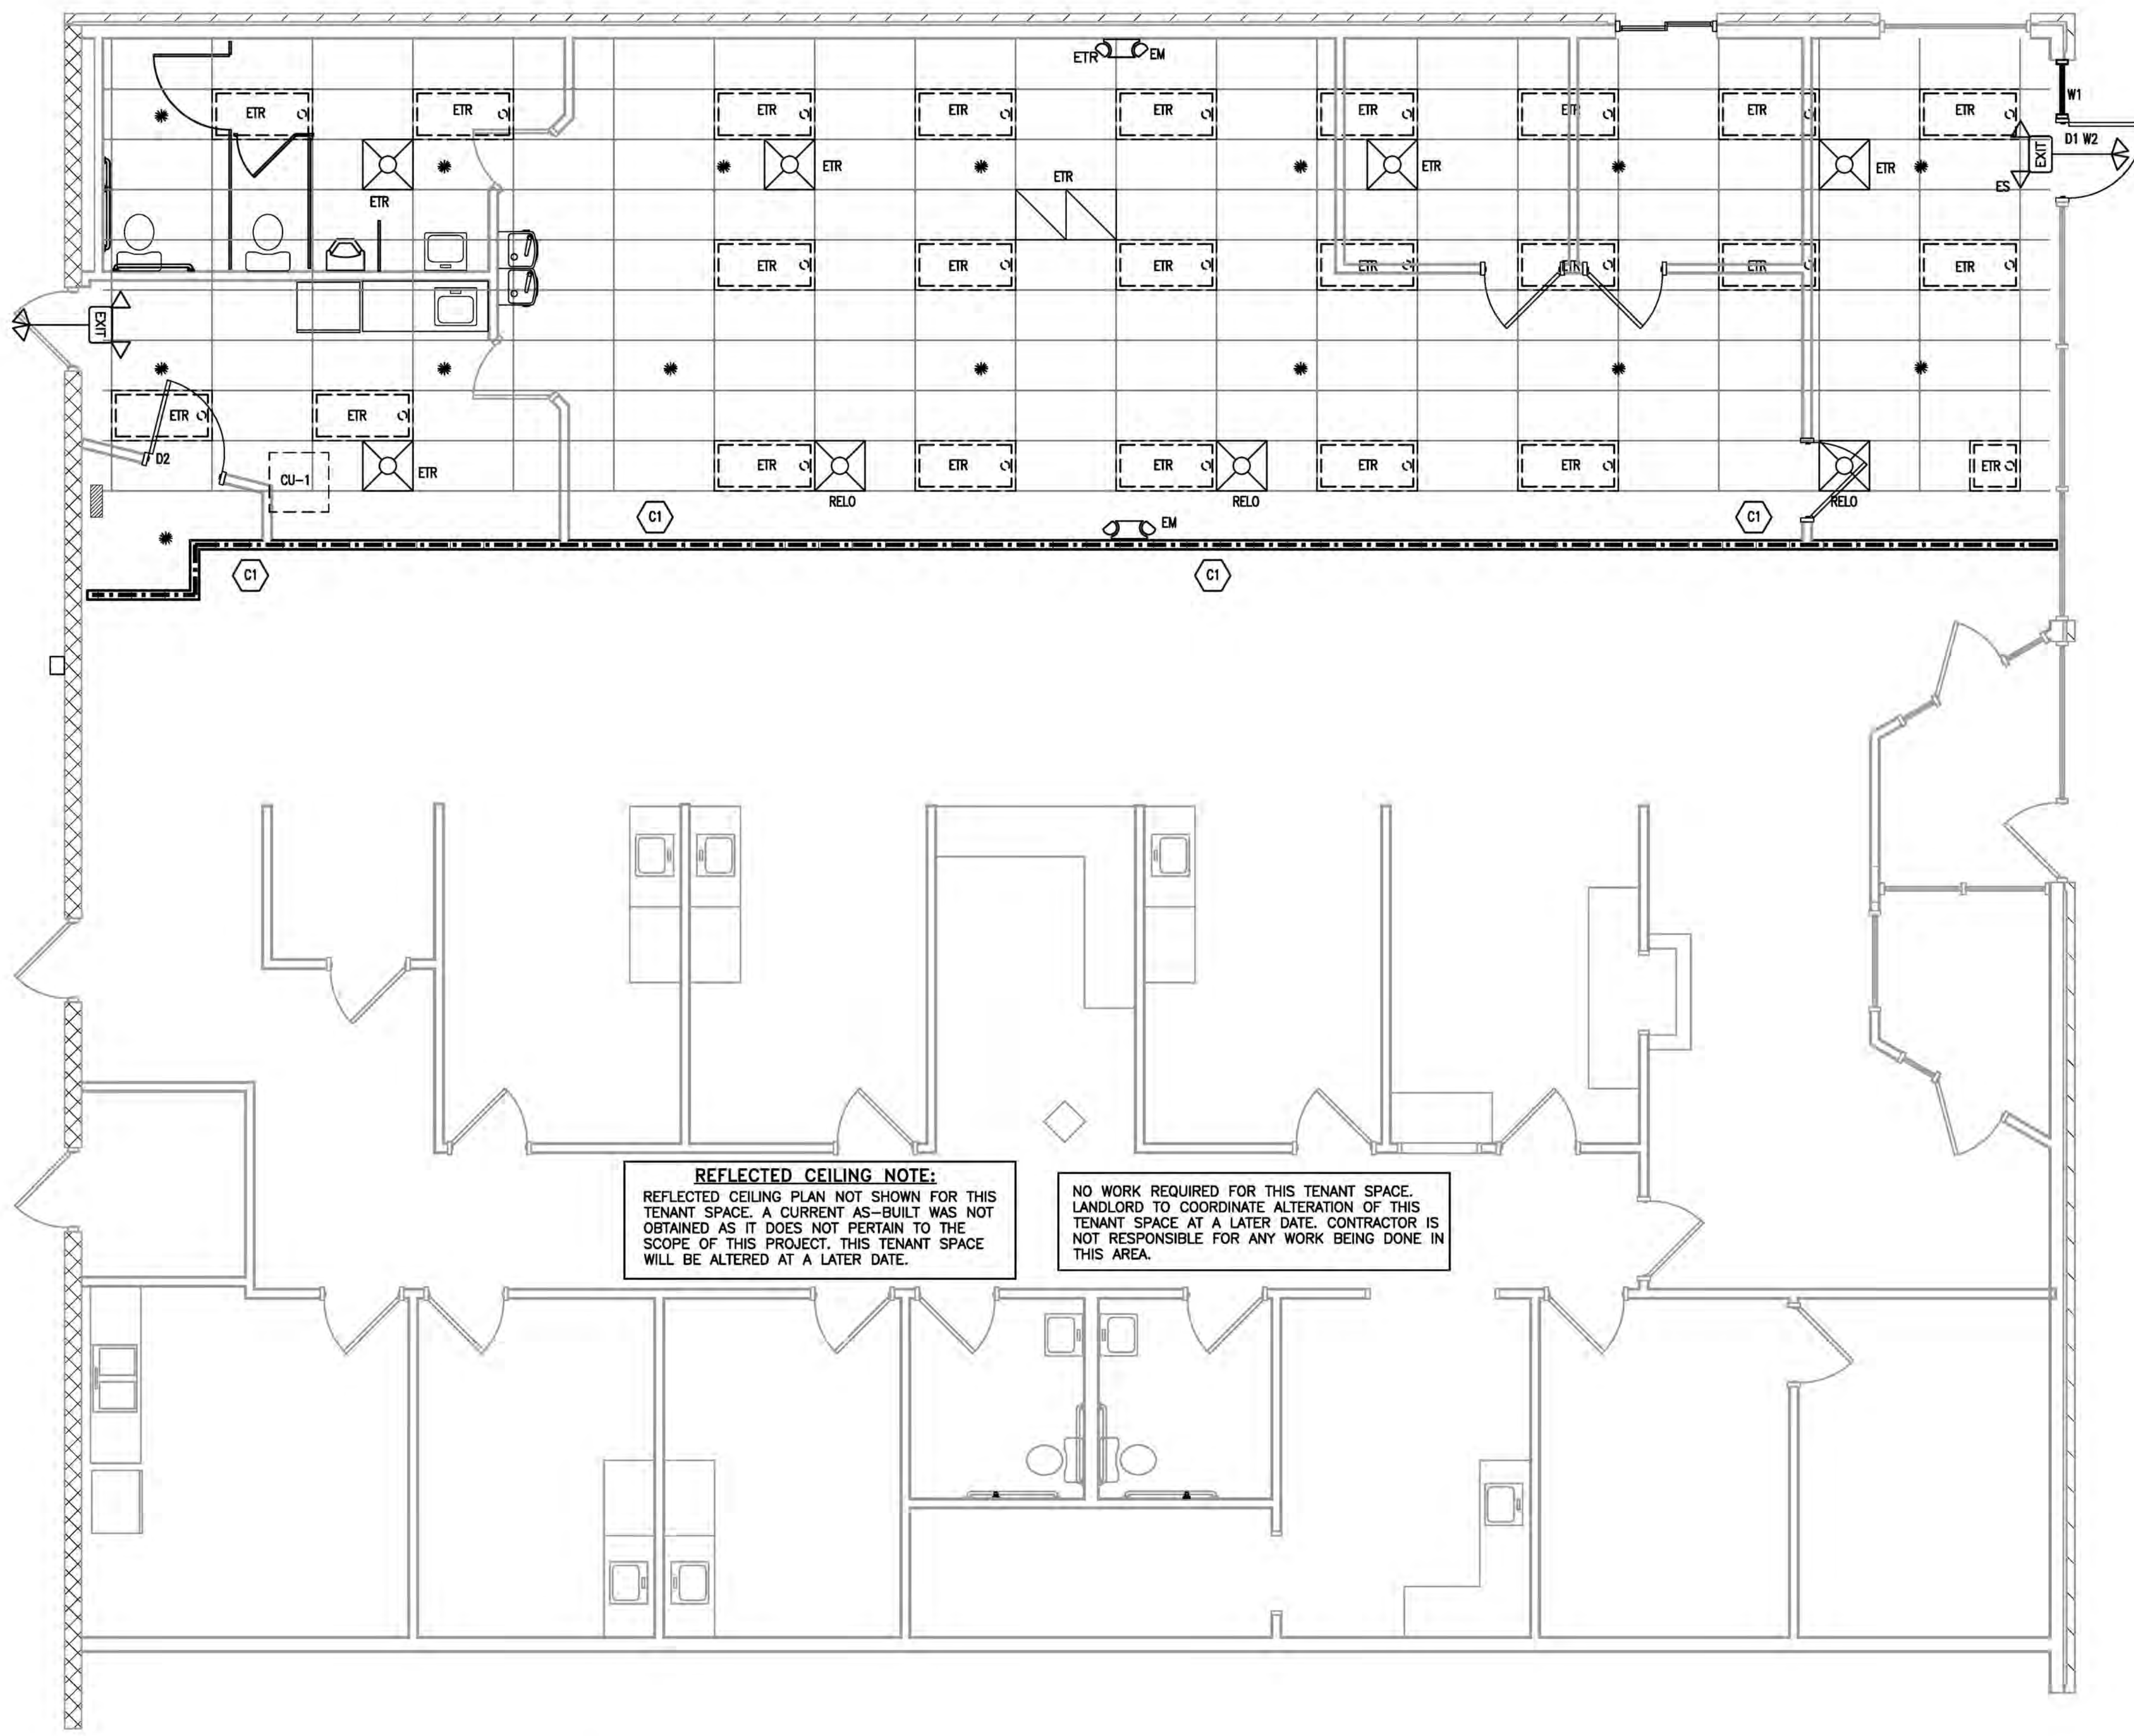 ETR EM
W1
ETR ETR ETR ETR ETR ETR ETR ETR ETR
D1 W2
EXIT
ETR ETR ETR
ETR
ES
ETR
ETR ETR ETR ETR ETR ETR ETR
EXIT
ETR ETR
D2
CU-1
ETR
ETR ETR ETR ETR ETR ETR
RELO RELO RELO
C1 C1
EM
C1 C1
REFLECTED CEILING NOTE:
REFLECTED CEILING PLAN NOT SHOWN FOR THIS
TENANT SPACE. A CURRENT AS-BUILT WAS NOT
OBTAINED AS IT DOES NOT PERTAIN TO THE
SCOPE OF THIS PROJECT. THIS TENANT SPACE
WILL BE ALTERED AT A LATER DATE.
NO WORK REQUIRED FOR THIS TENANT SPACE.
LANDLORD TO COORDINATE ALTERATION OF THIS
TENANT SPACE AT A LATER DATE. CONTRACTOR IS
NOT RESPONSIBLE FOR ANY WORK BEING DONE IN
THIS AREA.